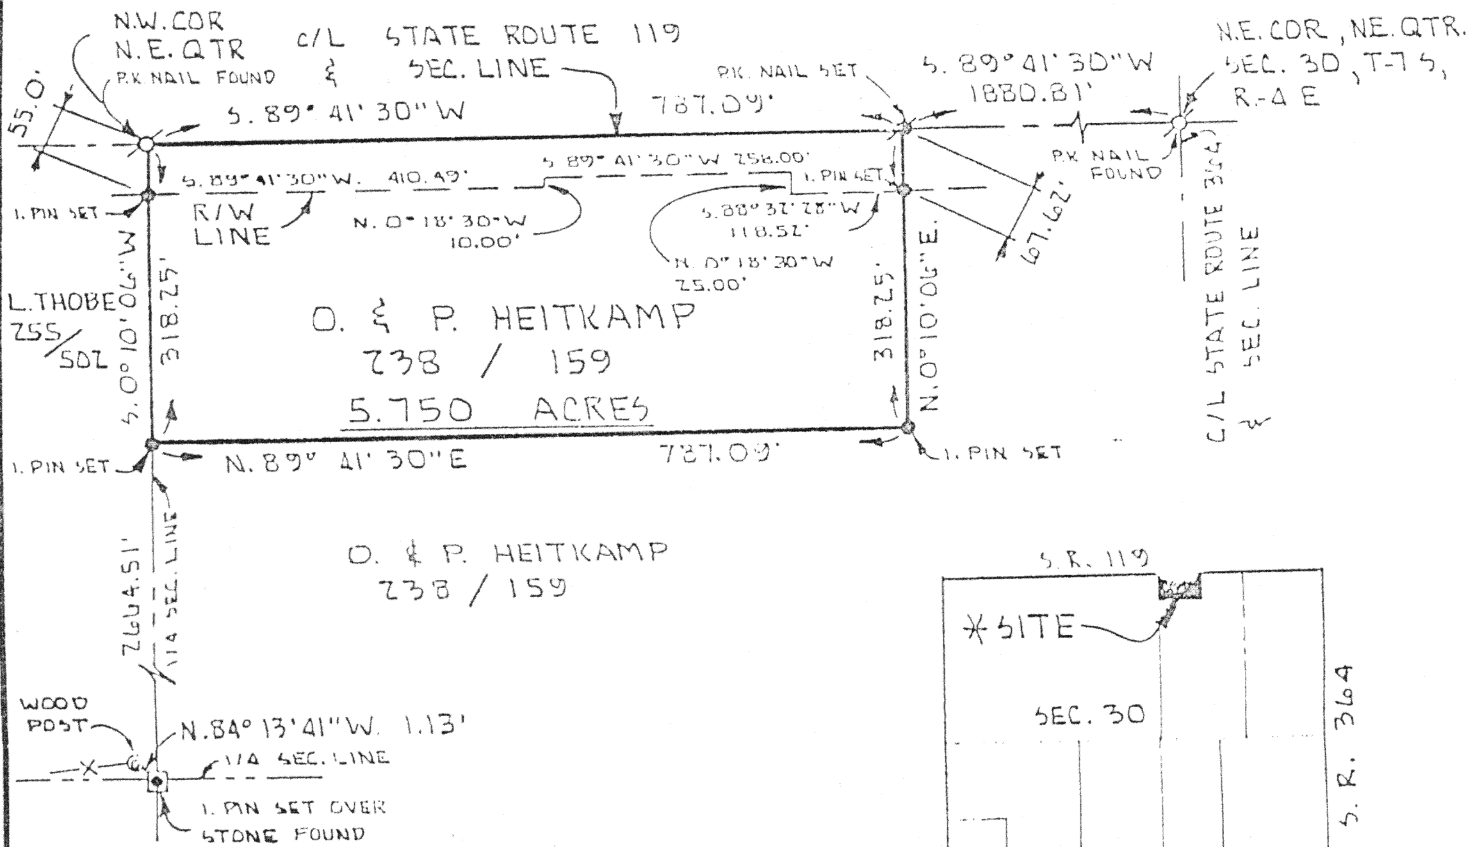 N.W. COR
N.E. QTR
P.K NAIL FOUND
C/L STATE ROUTE 119
& SEC. LINE
P.K. NAIL SET
S. 89° 41' 30" W
1880.81'
N.E. COR, NE. QTR.
SEC. 30, T-7 S,
R-4 E
55.0'
S. 89° 41' 30" W
787.09'
P.K NAIL
FOUND
S. 89° 41' 30" W. 410.49'
S 89° 41' 30" W 258.00'
1. PIN SET
1. PIN SET
R/W
LINE
N. 0° 18' 30" W
10.00'
S. 88° 32' 28" W
118.52'
N. 0° 18' 30" W
25.00'
67.62'
C/L STATE ROUTE 364
& SEC. LINE
L. THOBE
255/502
S. 0° 10' 06" W
318.25'
O. & P. HEITKAMP
238 / 159
5.750 ACRES
318.25'
N. 0° 10' 06" E.
1. PIN SET
N. 89° 41' 30" E
787.09'
1. PIN SET
2664.51'
1/4 SEC. LINE
O. & P. HEITKAMP
238 / 159
WOOD
POST
N. 84° 13' 41" W. 1.13'
1/4 SEC. LINE
1. PIN SET OVER
STONE FOUND
S. R. 119
* SITE
SEC. 30
S. R. 364